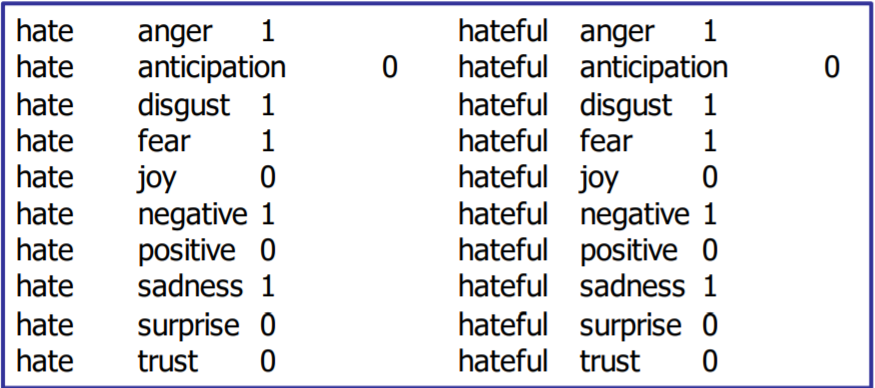 hate anger 1 hateful anger 1
hate anticipation 0 hateful anticipation 0
hate disgust 1 hateful disgust 1
hate fear 1 hateful fear 1
hate joy 0 hateful joy 0
hate negative 1 hateful negative 1
hate positive 0 hateful positive 0
hate sadness 1 hateful sadness 1
hate surprise 0 hateful surprise 0
hate trust 0 hateful trust 0